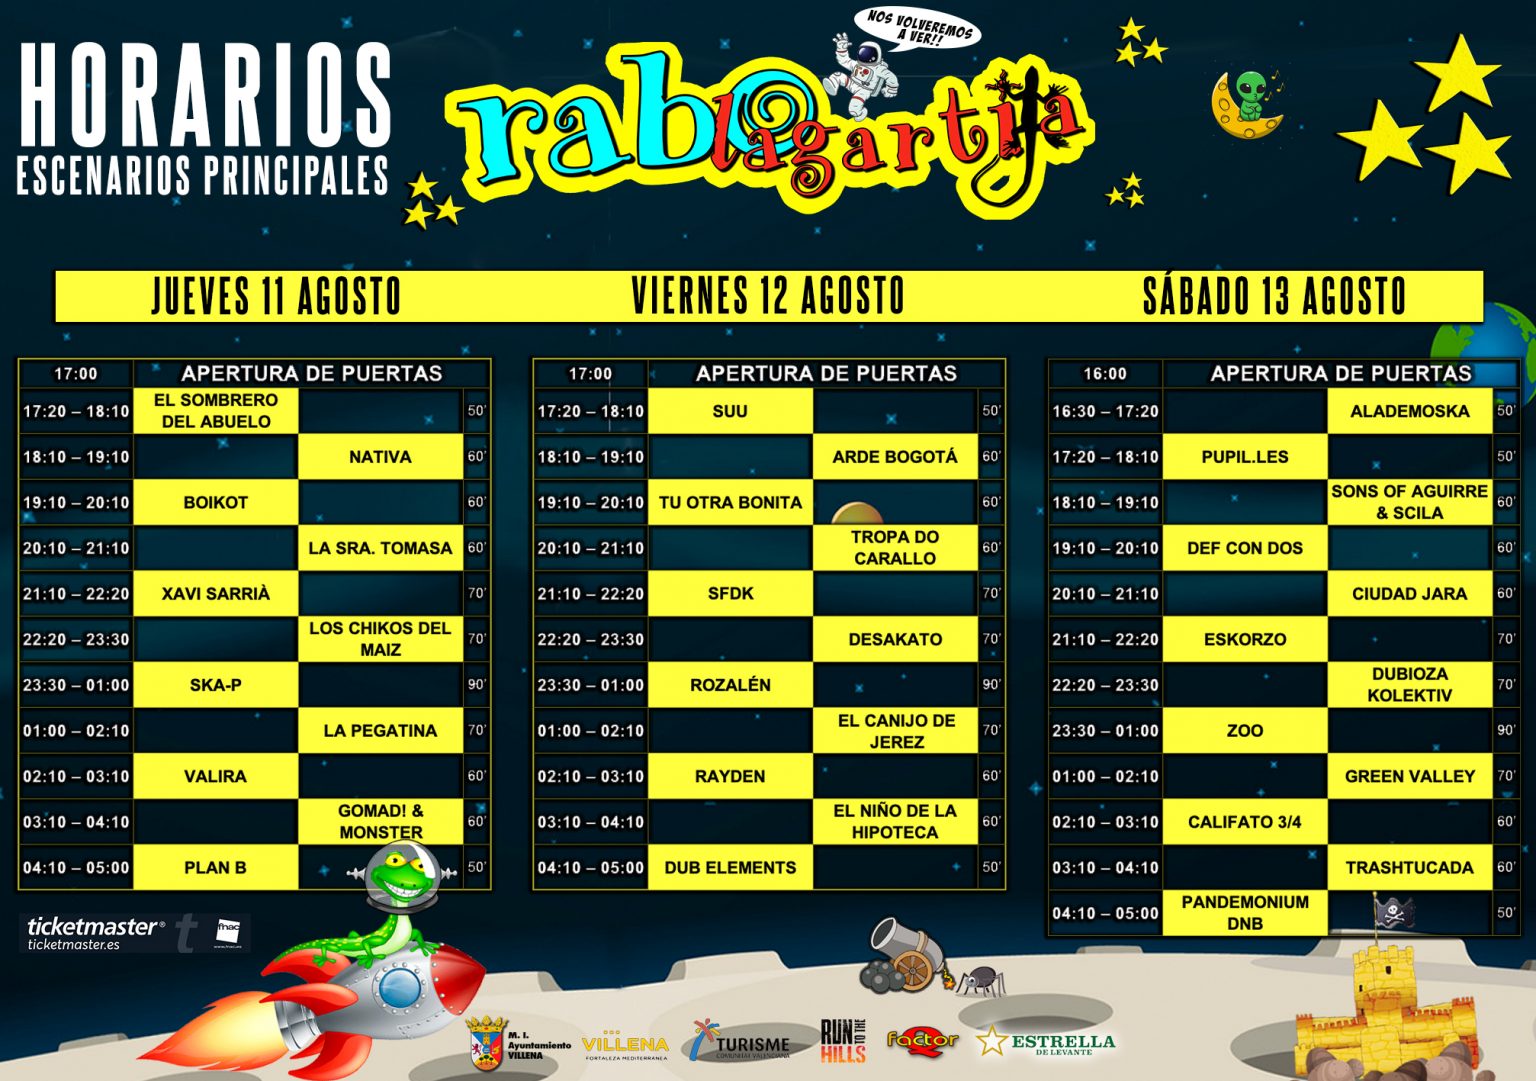 HORARIOS
ESCENARIOS PRINCIPALES
NOS VOLVEREMOS
A VER!!
rabolagartija
JUEVES 11 AGOSTO
17:00 APERTURA DE PUERTAS
17:20 – 18:10 EL SOMBRERO DEL ABUELO 50'
18:10 – 19:10 NATIVA 60'
19:10 – 20:10 BOIKOT 60'
20:10 – 21:10 LA SRA. TOMASA 60'
21:10 – 22:20 XAVI SARRIÀ 70'
22:20 – 23:30 LOS CHIKOS DEL MAIZ 70'
23:30 – 01:00 SKA-P 90'
01:00 – 02:10 LA PEGATINA 70'
02:10 – 03:10 VALIRA 60'
03:10 – 04:10 GOMAD! & MONSTER 60'
04:10 – 05:00 PLAN B 50'
VIERNES 12 AGOSTO
17:00 APERTURA DE PUERTAS
17:20 – 18:10 SUU 50'
18:10 – 19:10 ARDE BOGOTÁ 60'
19:10 – 20:10 TU OTRA BONITA 60'
20:10 – 21:10 TROPA DO CARALLO 60'
21:10 – 22:20 SFDK 70'
22:20 – 23:30 DESAKATO 70'
23:30 – 01:00 ROZALÉN 90'
01:00 – 02:10 EL CANIJO DE JEREZ 70'
02:10 – 03:10 RAYDEN 60'
03:10 – 04:10 EL NIÑO DE LA HIPOTECA 60'
04:10 – 05:00 DUB ELEMENTS 50'
SÁBADO 13 AGOSTO
16:00 APERTURA DE PUERTAS
16:30 – 17:20 ALADEMOSKA 50'
17:20 – 18:10 PUPIL.LES 50'
18:10 – 19:10 SONS OF AGUIRRE & SCILA 60'
19:10 – 20:10 DEF CON DOS 60'
20:10 – 21:10 CIUDAD JARA 60'
21:10 – 22:20 ESKORZO 70'
22:20 – 23:30 DUBIOZA KOLEKTIV 70'
23:30 – 01:00 ZOO 90'
01:00 – 02:10 GREEN VALLEY 70'
02:10 – 03:10 CALIFATO 3/4 60'
03:10 – 04:10 TRASHTUCADA 60'
04:10 – 05:00 PANDEMONIUM DNB 50'
ticketmaster®
ticketmaster.es
t
fnac
www.fnac.es
M. I.
Ayuntamiento
VILLENA
VILLENA
FORTALEZA MEDITERRÁNEA
TURISME
COMUNITAT VALENCIANA
RUN TO THE HILLS
factor
ESTRELLA
DE LEVANTE